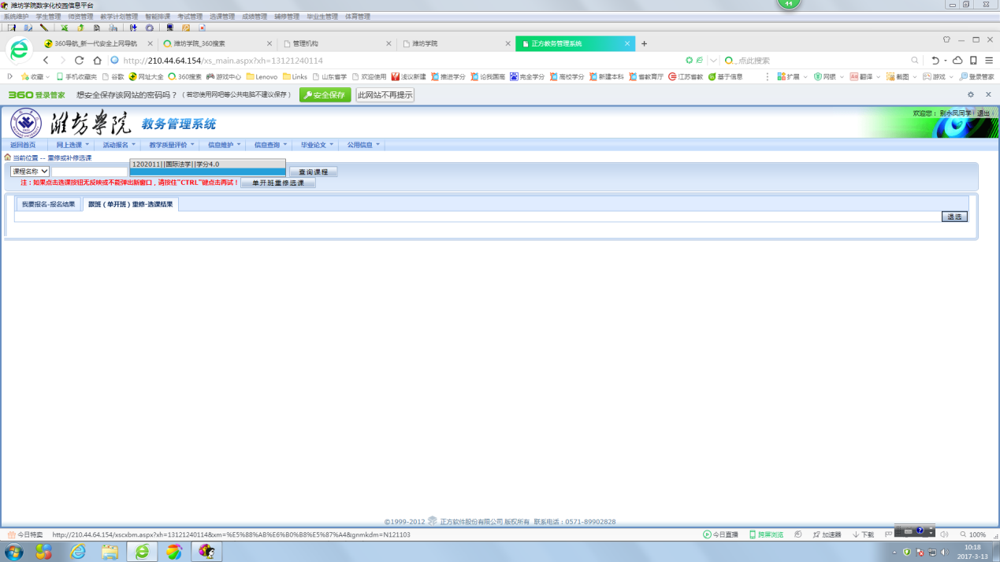 潍坊学院数字化校园信息平台
44
系统维护 学生管理 师资管理 教学计划管理 智能排课 考试管理 选课管理 成绩管理 辅修管理 毕业生管理 体育管理
360导航_新一代安全上网导航 潍坊学院_360搜索 管理机构 潍坊学院 正方教务管理系统
http://210.44.64.154/xs_main.aspx?xh=13121240114 点此搜索
收藏 手机收藏夹 谷歌 网址大全 360搜索 游戏中心 Lenovo Links 山东省学 欢迎使用 浅议新建 推进学分 论我国高 完全学分 高校学分 新建本科 省教育厅 江苏省教 基于信息 扩展 网银 翻译 截图 游戏 登录管家
360登录管家 想安全保存该网站的密码吗？（若您使用网吧等公共电脑不建议保存） 安全保存 此网站不再提示
潍坊学院 教务管理系统
欢迎您： 别永凤同学 退出
返回首页 网上选课 活动报名 教学质量评价 信息维护 信息查询 毕业论文 公用信息
当前位置 -- 重修或补修选课
1202011||国际法学||学分4.0
课程名称 查询课程
注：如果点击选课按钮无反映或不能弹出新窗口，请按住"CTRL"键点击再试！ 单开班重修选课
我要报名-报名结果 跟班（单开班）重修-选课结果
退选
©1999-2012 正方软件股份有限公司 版权所有 联系电话：0571-89902828
今日特卖 http://210.44.64.154/xscxbm.aspx?xh=13121240114&xm=%E5%88%AB%E6%B0%B8%E5%87%A4&gnmkdm=N121103 今日直播 跨屏浏览 加速器 下载 100%
10:18
2017-3-13